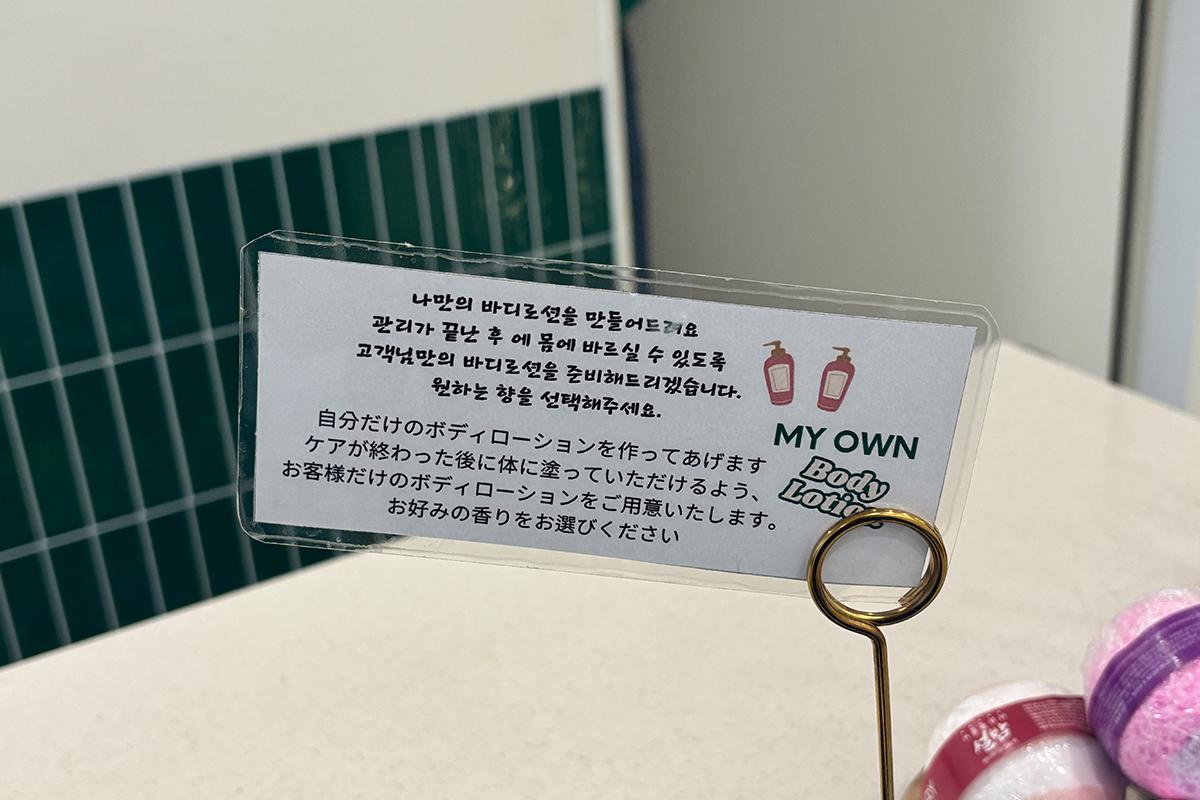 나만의 바디로션을 만들어드려요
관리가 끝난 후 에 몸에 바르실 수 있도록
고객님만의 바디로션을 준비해드리겠습니다.
원하는 향을 선택해주세요.
自分だけのボディローションを作ってあげます
ケアが終わった後に体に塗っていただけるよう、
お客様だけのボディローションをご用意いたします。
お好みの香りをお選びください
MY OWN
Body
Lotion